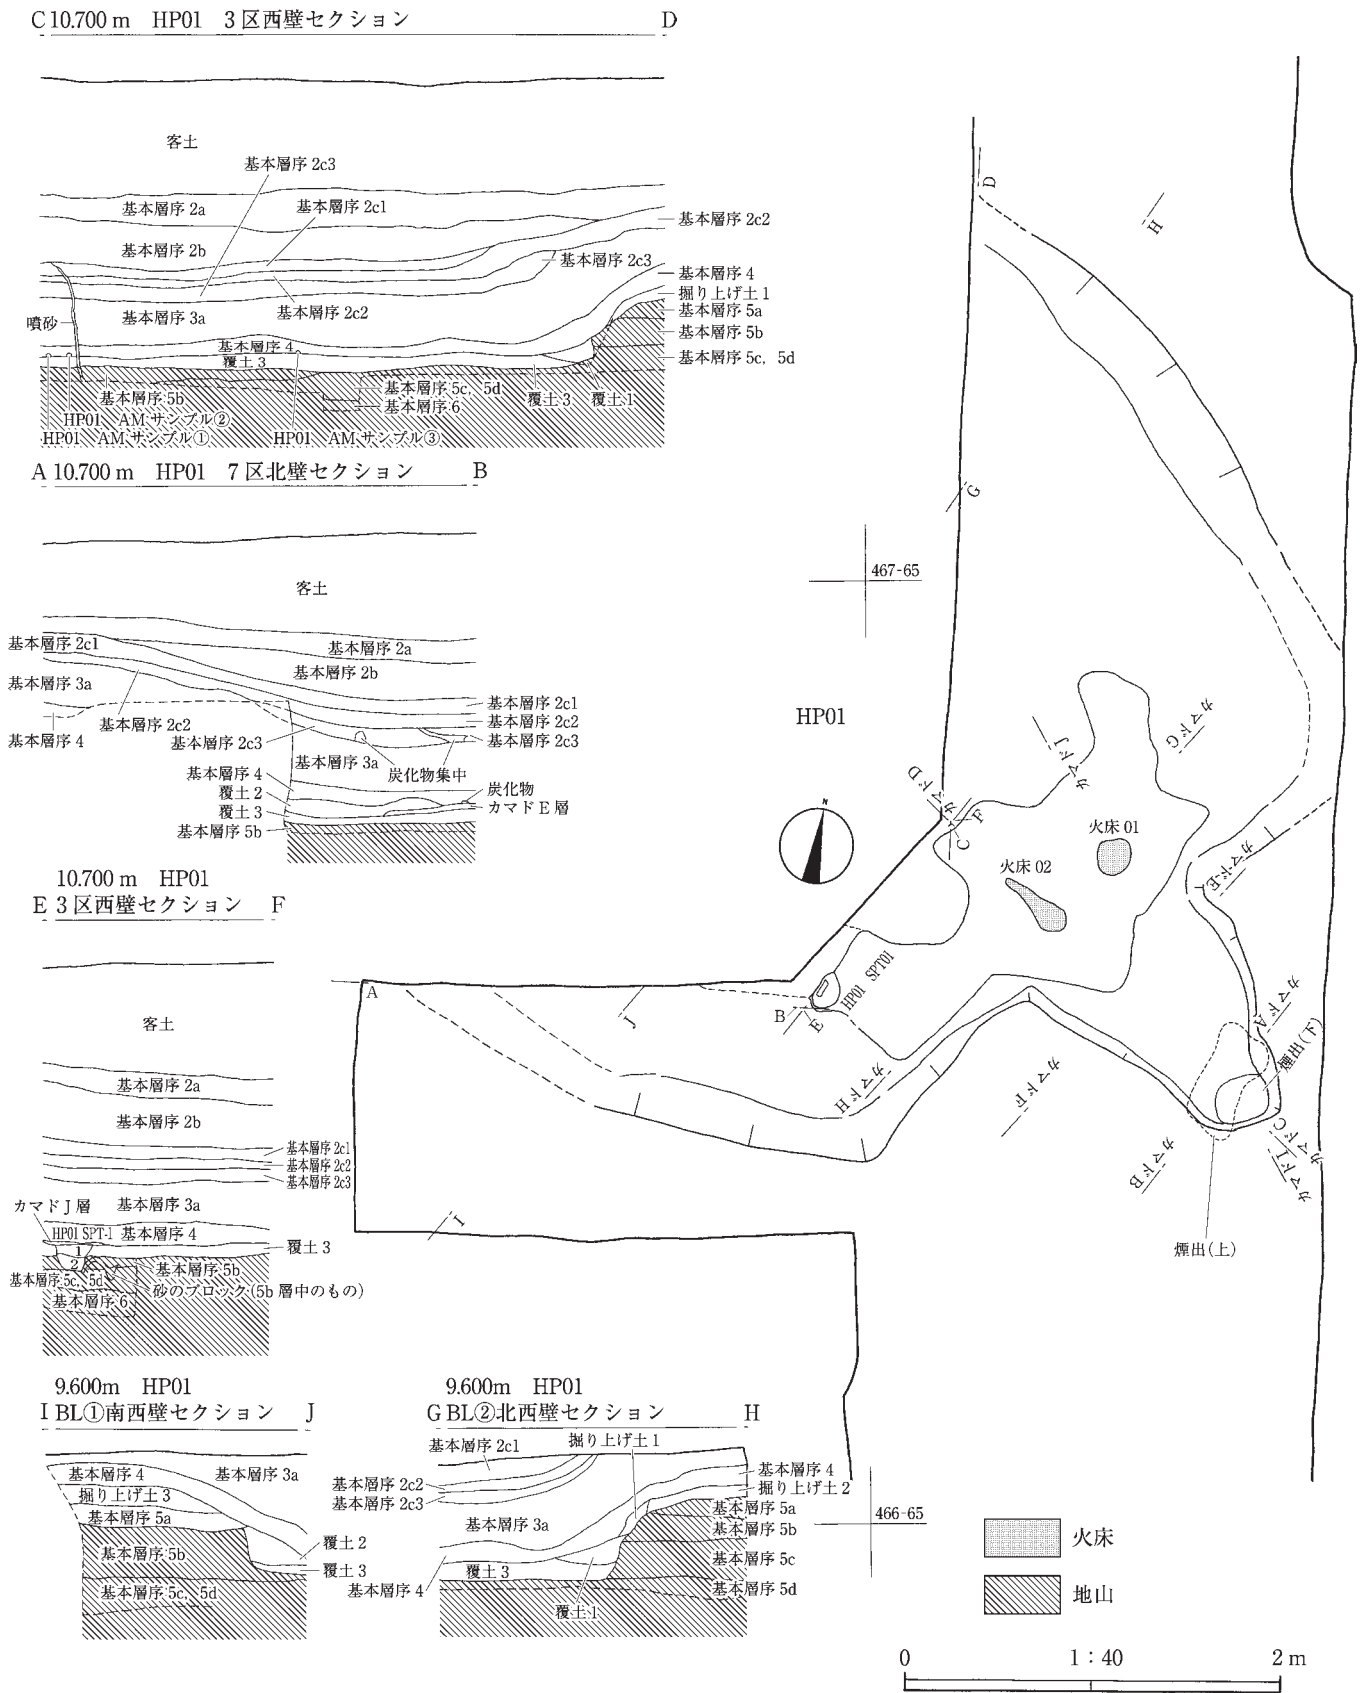 C 10.700 m HP01 3区西壁セクション D
客土
基本層序 2c3
基本層序 2a
基本層序 2c1
基本層序 2c2
基本層序 2b
基本層序 2c3
基本層序 4
掘り上げ土 1
基本層序 5a
基本層序 5b
基本層序 5c, 5d
噴砂
基本層序 3a
基本層序 2c2
基本層序 4
覆土 3
基本層序 5b
基本層序 5c, 5d
基本層序 6
覆土 3
覆土 1
HP01 AMサンプル②
HP01 AMサンプル①
HP01 AMサンプル③
A 10.700 m HP01 7区北壁セクション B
客土
基本層序 2c1
基本層序 2a
基本層序 2b
基本層序 3a
基本層序 2c1
基本層序 2c2
基本層序 2c3
基本層序 2c2
基本層序 4
基本層序 2c3
基本層序 3a
炭化物集中
基本層序 4
覆土 2
覆土 3
基本層序 5b
炭化物
カマドE層
10.700 m HP01
E 3区西壁セクション F
客土
基本層序 2a
基本層序 2b
基本層序 2c1
基本層序 2c2
基本層序 2c3
カマドJ層
基本層序 3a
HP01 SPT-1
基本層序 4
1
2
覆土 3
基本層序 5b
基本層序 5c, 5d
砂のブロック(5b層中のもの)
基本層序 6
9.600m HP01
I BL①南西壁セクション J
基本層序 4
基本層序 3a
掘り上げ土 3
基本層序 5a
基本層序 5b
覆土 2
覆土 3
基本層序 5c, 5d
9.600m HP01
G BL②北西壁セクション H
基本層序 2c1
掘り上げ土 1
基本層序 2c2
基本層序 2c3
基本層序 4
掘り上げ土 2
基本層序 3a
基本層序 5a
基本層序 5b
基本層序 5c
基本層序 5d
覆土 3
基本層序 4
覆土 1
D
H
G
467-65
HP01
N
カマドJ
カマドG
カマドD
F
C
火床 01
火床 02
カマドE
HP01 SPT01
A
B
E
J
I
カマドH
カマドF
カマドA
煙出(下)
カマドB
カマドC
カマドI
煙出(上)
466-65
火床
地山
0 1:40 2 m